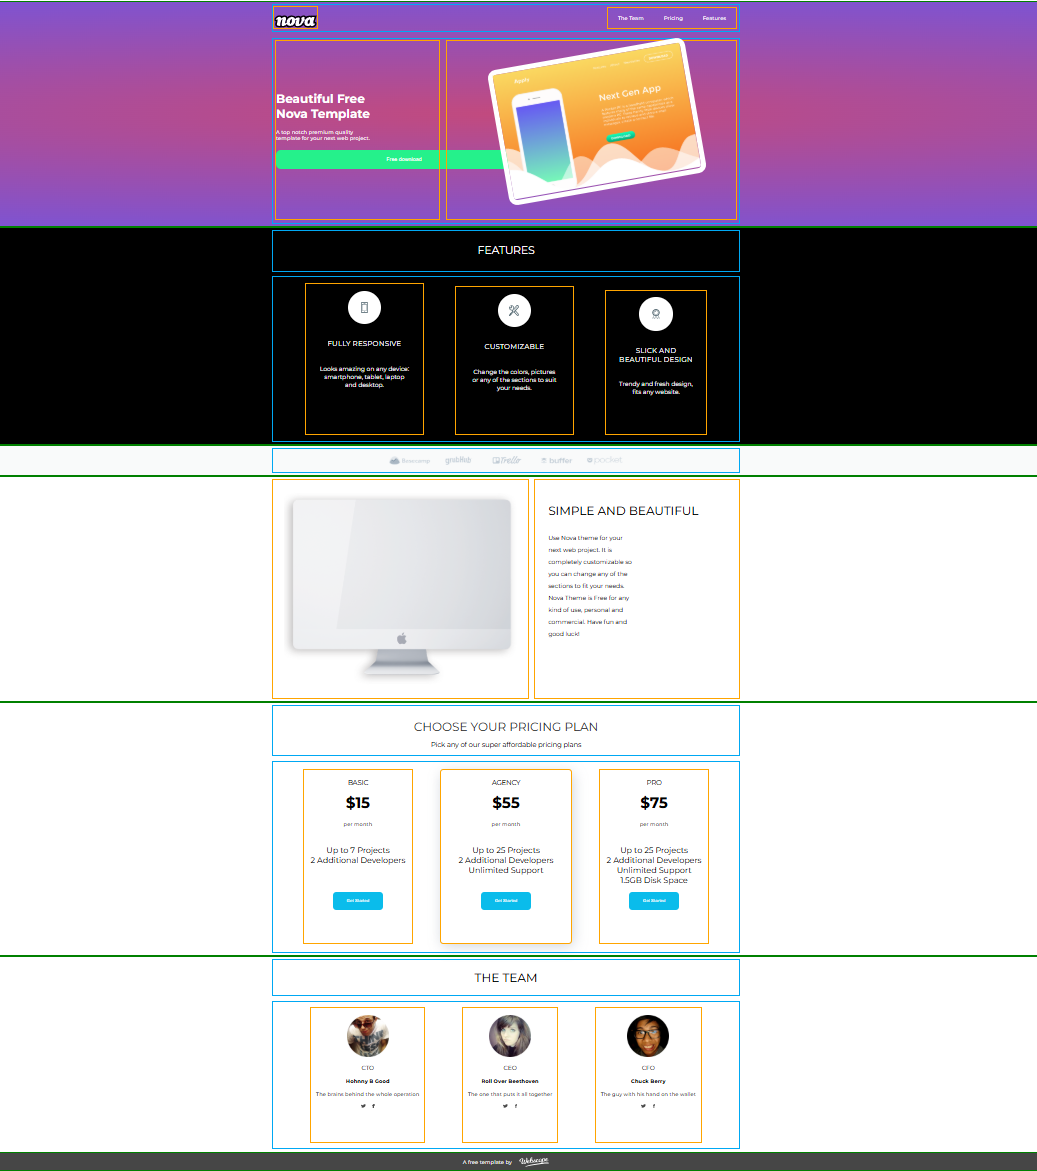 nova
The Team
Pricing
Features
Beautiful Free
Nova Template
A top notch premium quality
template for your next web project.
Free download
Next Gen App
FEATURES
FULLY RESPONSIVE
Looks amazing on any device:
smartphone, tablet, laptop
and desktop.
CUSTOMIZABLE
Change the colors, pictures
or any of the sections to suit
your needs.
SLICK AND
BEAUTIFUL DESIGN
Trendy and fresh design,
fits any website.
Basecamp
grubHub
Trello
buffer
pocket
SIMPLE AND BEAUTIFUL
Use Nova theme for your
next web project. It is
completely customizable so
you can change any of the
sections to fit your needs.
Nova Theme is Free for any
kind of use, personal and
commercial. Have fun and
good luck!
CHOOSE YOUR PRICING PLAN
Pick any of our super affordable pricing plans
BASIC
$15
per month
Up to 7 Projects
2 Additional Developers
Get Started
AGENCY
$55
per month
Up to 25 Projects
2 Additional Developers
Unlimited Support
Get Started
PRO
$75
per month
Up to 25 Projects
2 Additional Developers
Unlimited Support
1.5GB Disk Space
Get Started
THE TEAM
CTO
Hohnny B Good
The brains behind the whole operation
CEO
Roll Over Beethoven
The one that puts it all together
CFO
Chuck Berry
The guy with his hand on the wallet
A free template by Webscope